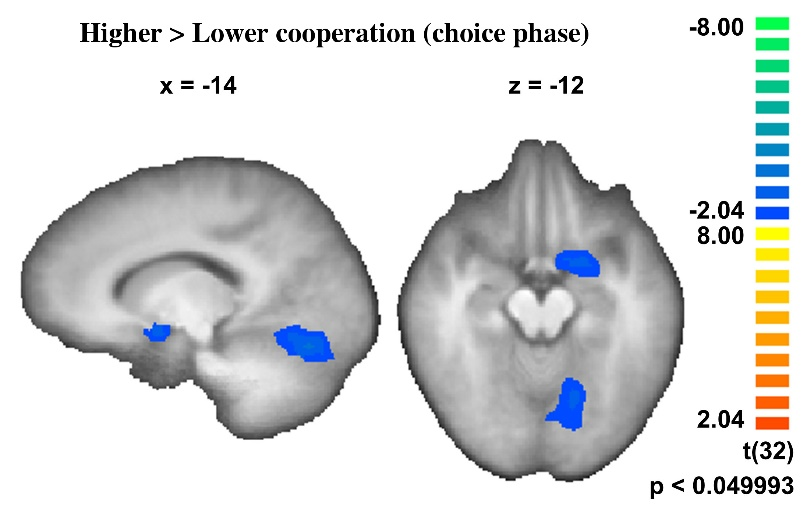 Higher > Lower cooperation (choice phase)
x = -14
z = -12
-8.00
-2.04
8.00
2.04
t(32)
p < 0.049993